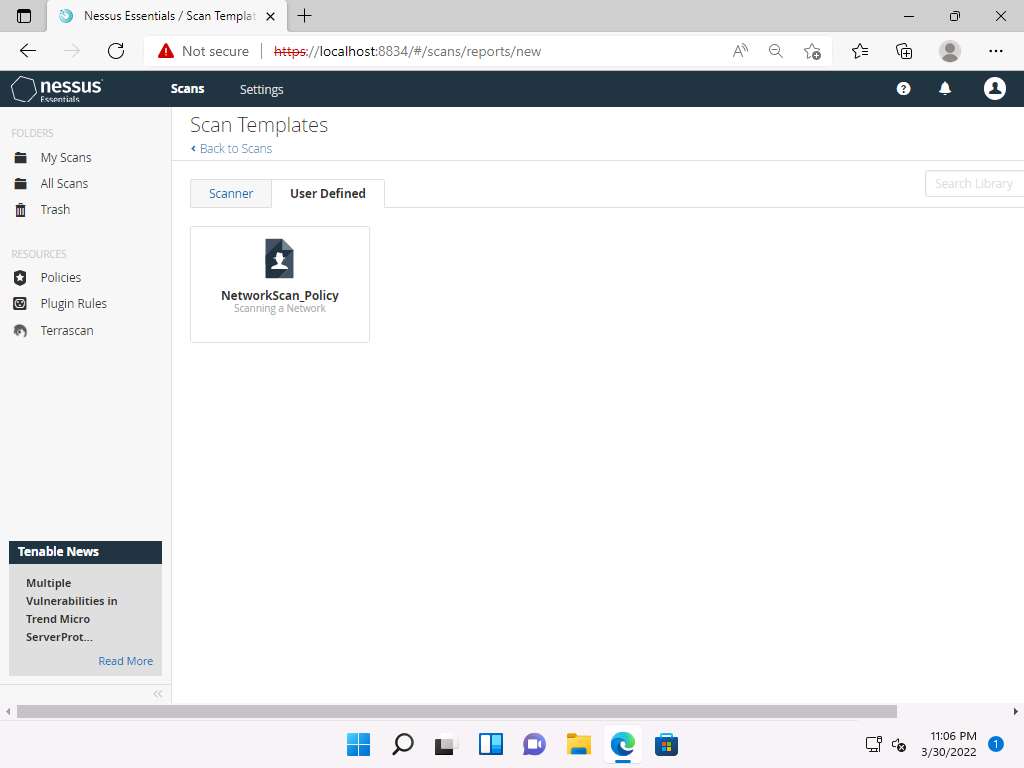 Nessus Essentials / Scan Templat
Not secure
https://localhost:8834/#/scans/reports/new
nessus
Essentials
Scans
Settings
FOLDERS
My Scans
All Scans
Trash
RESOURCES
Policies
Plugin Rules
Terrascan
Tenable News
Multiple
Vulnerabilities in
Trend Micro
ServerProt...
Read More
Scan Templates
Back to Scans
Scanner
User Defined
Search Library
NetworkScan_Policy
Scanning a Network
11:06 PM
3/30/2022
1